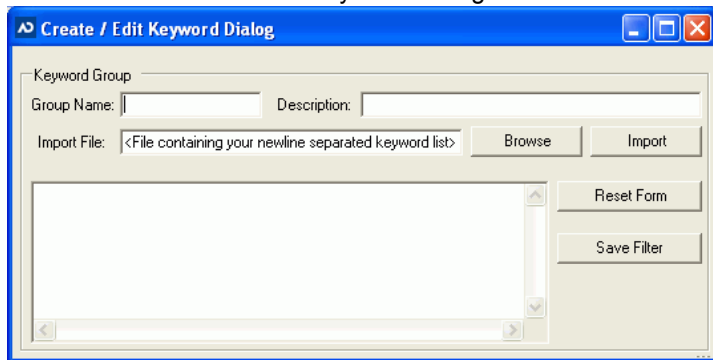 Create / Edit Keyword Dialog
Keyword Group
Group Name: Description:
Import File: <File containing your newline separated keyword list> Browse Import
Reset Form
Save Filter